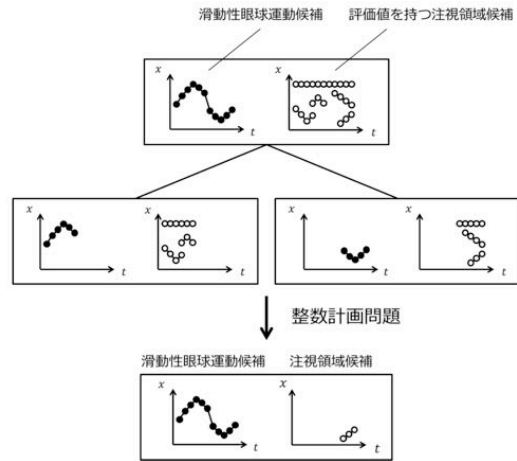 滑動性眼球運動候補 評価値を持つ注視領域候補
x x
t t
x x x x
t t t t
整数計画問題
滑動性眼球運動候補 注視領域候補
x x
t t